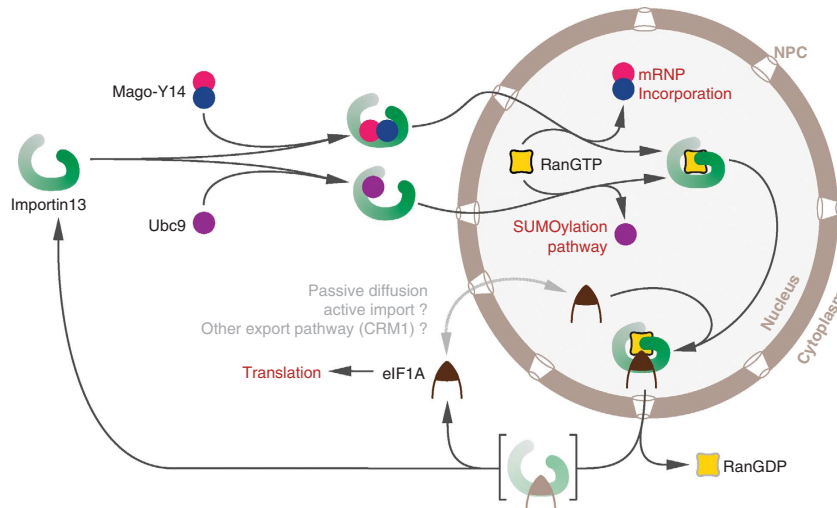 NPC
Mago-Y14
mRNP
Incorporation
RanGTP
Importin13
Ubc9
SUMOylation
pathway
Nucleus
Cytoplasm
Passive diffusion
active import ?
Other export pathway (CRM1) ?
Translation
eIF1A
RanGDP